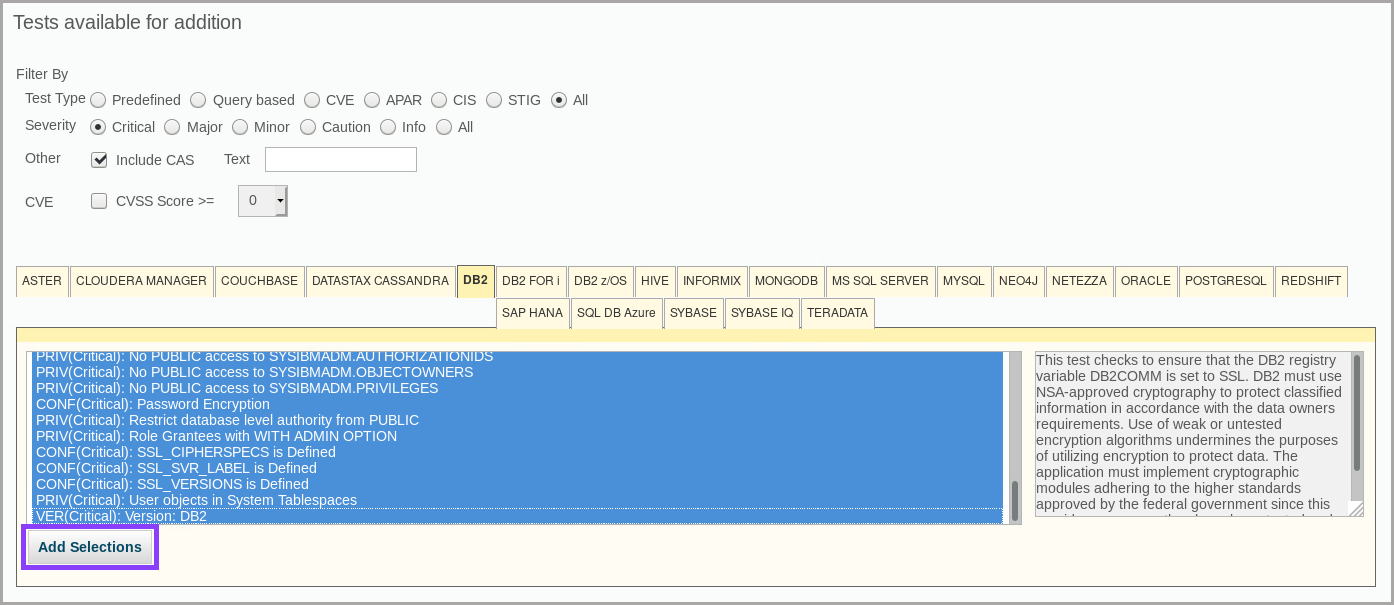 Tests available for addition
Filter By
Test Type Predefined Query based CVE APAR CIS STIG All
Severity Critical Major Minor Caution Info All
Other Include CAS Text
CVE CVSS Score >= 0
ASTER CLOUDERA MANAGER COUCHBASE DATASTAX CASSANDRA DB2 DB2 FOR i DB2 z/OS HIVE INFORMIX MONGODB MS SQL SERVER MYSQL NEO4J NETEZZA ORACLE POSTGRESQL REDSHIFT
SAP HANA SQL DB Azure SYBASE SYBASE IQ TERADATA
PRIV(Critical): No PUBLIC access to SYSIBMADM.AUTHORIZATIONIDS
PRIV(Critical): No PUBLIC access to SYSIBMADM.OBJECTOWNERS
PRIV(Critical): No PUBLIC access to SYSIBMADM.PRIVILEGES
CONF(Critical): Password Encryption
PRIV(Critical): Restrict database level authority from PUBLIC
PRIV(Critical): Role Grantees with WITH ADMIN OPTION
CONF(Critical): SSL_CIPHERSPECS is Defined
CONF(Critical): SSL_SVR_LABEL is Defined
CONF(Critical): SSL_VERSIONS is Defined
PRIV(Critical): User objects in System Tablespaces
VER(Critical): Version: DB2
This test checks to ensure that the DB2 registry
variable DB2COMM is set to SSL. DB2 must use
NSA-approved cryptography to protect classified
information in accordance with the data owners
requirements. Use of weak or untested
encryption algorithms undermines the purposes
of utilizing encryption to protect data. The
application must implement cryptographic
modules adhering to the higher standards
approved by the federal government since this
Add Selections